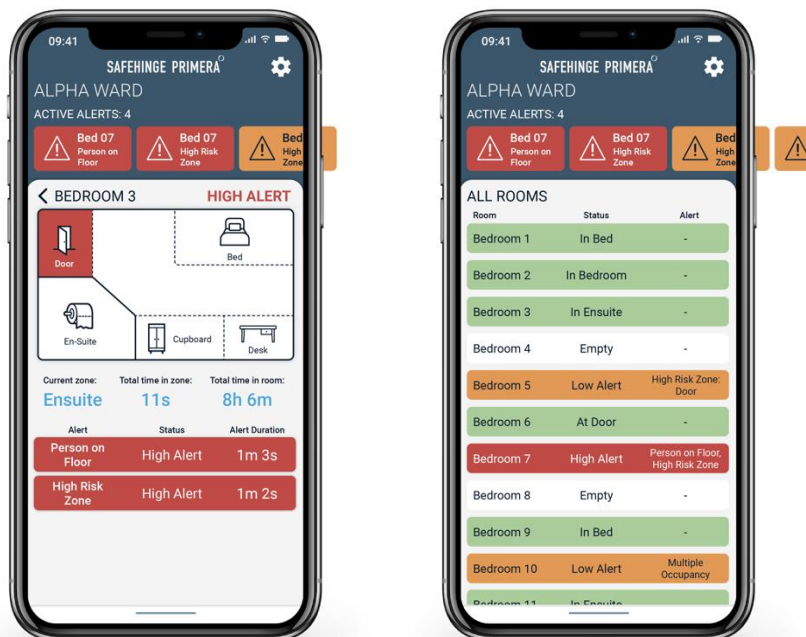 09:41
SAFEHINGE PRIMERA
ALPHA WARD
ACTIVE ALERTS: 4
Bed 07
Person on
Floor
Bed 07
High Risk
Zone
Bed
High
Zone
BEDROOM 3 HIGH ALERT
Door
Bed
En-Suite
Cupboard
Desk
Current zone: Total time in zone: Total time in room:
Ensuite 11s 8h 6m
Alert Status Alert Duration
Person on
Floor
High Alert 1m 3s
High Risk
Zone
High Alert 1m 2s
09:41
SAFEHINGE PRIMERA
ALPHA WARD
ACTIVE ALERTS: 4
Bed 07
Person on
Floor
Bed 07
High Risk
Zone
Bed
High
Zone
ALL ROOMS
Room Status Alert
Bedroom 1 In Bed -
Bedroom 2 In Bedroom -
Bedroom 3 In Ensuite -
Bedroom 4 Empty -
Bedroom 5 Low Alert High Risk Zone:
Door
Bedroom 6 At Door -
Bedroom 7 High Alert Person on Floor,
High Risk Zone
Bedroom 8 Empty -
Bedroom 9 In Bed -
Bedroom 10 Low Alert Multiple
Occupancy
Bedroom 11 In Ensuite